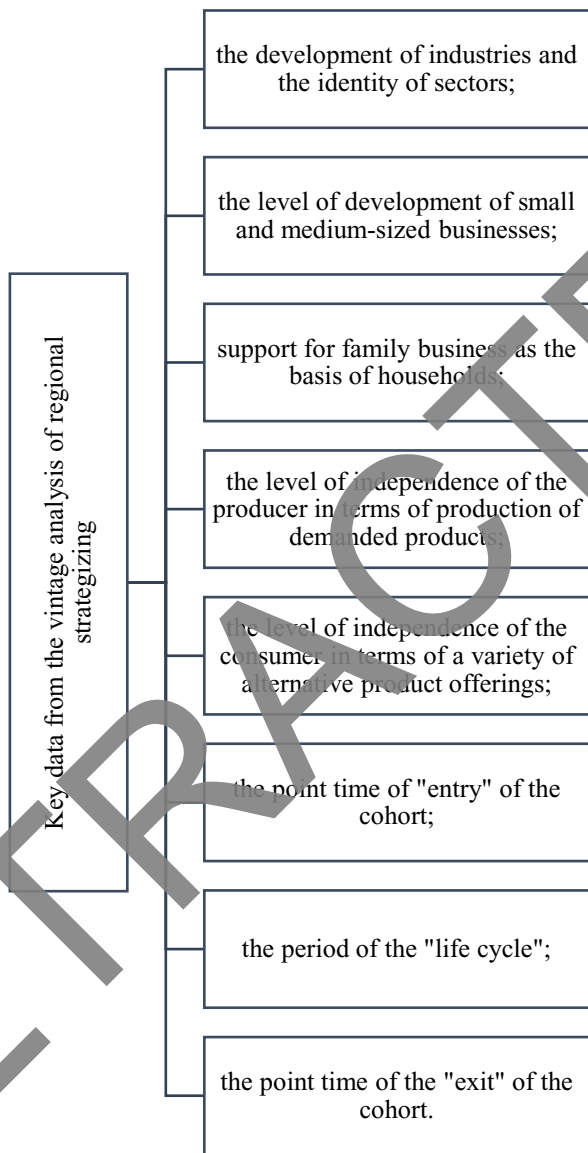 Key data from the vintage analysis of regional
strategizing
the development of industries and
the identity of sectors;
the level of development of small
and medium-sized businesses;
support for family business as the
basis of households;
the level of independence of the
producer in terms of production of
demanded products;
the level of independence of the
consumer in terms of a variety of
alternative product offerings;
the point time of "entry" of the
cohort;
the period of the "life cycle";
the point time of the "exit" of the
cohort.